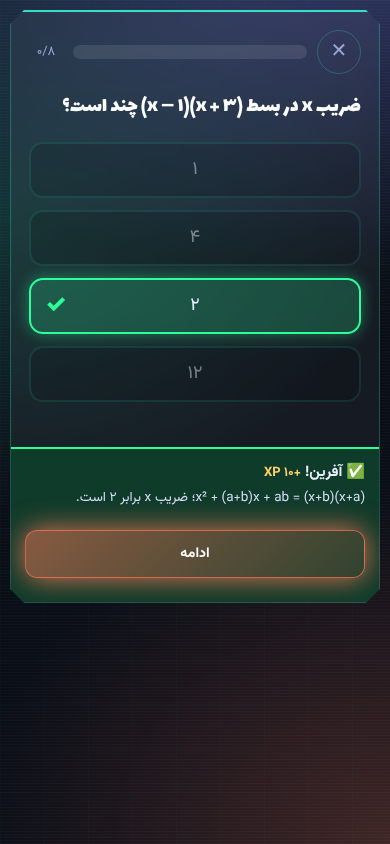 ۰/۸
ضریب x در بسط (x − ۱)(x + ۳) چند است؟
۱
۴
۲
۱۲
✅ آفرین! +۱۰ XP
(x+a)(x+b) = x² + (a+b)x + ab؛ ضریب x برابر ۲ است.
ادامه